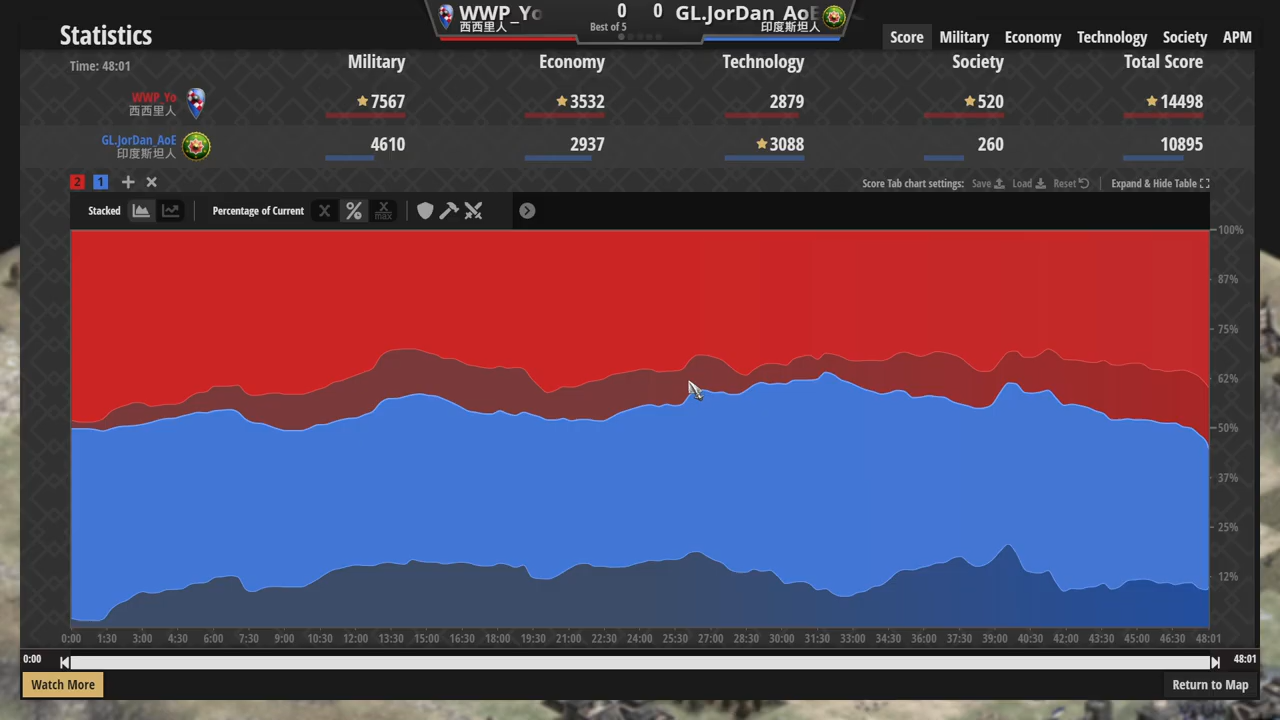 WWP_Yo
西西里人
0 0
Best of 5
GL.JorDan_AoE
印度斯坦人
Statistics
Score Military Economy Technology Society APM
Time: 48:01
Military Economy Technology Society Total Score
WWP_Yo
西西里人
7567 3532 2879 520 14498
GL.JorDan_AoE
印度斯坦人
4610 2937 3088 260 10895
2 1
Score Tab chart settings: Save Load Reset Expand & Hide Table
Stacked Percentage of Current X % x/max
100%
87%
75%
62%
50%
37%
25%
12%
0:00 1:30 3:00 4:30 6:00 7:30 9:00 10:30 12:00 13:30 15:00 16:30 18:00 19:30 21:00 22:30 24:00 25:30 27:00 28:30 30:00 31:30 33:00 34:30 36:00 37:30 39:00 40:30 42:00 43:30 45:00 46:30 48:01
0:00 48:01
Watch More Return to Map